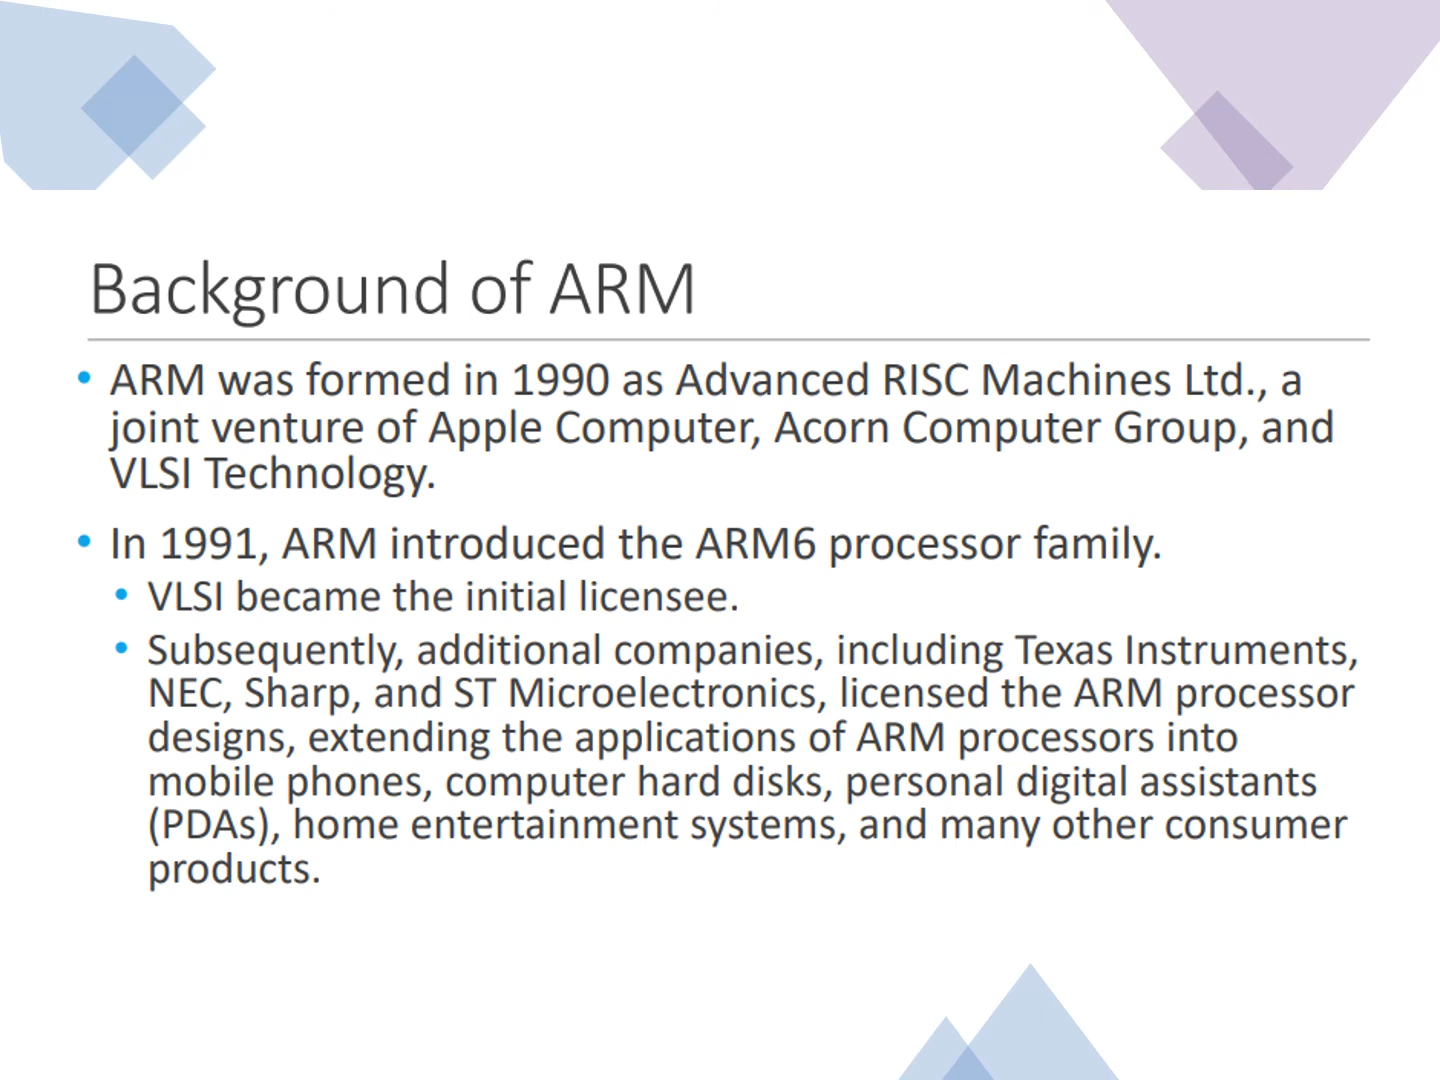 Background of ARM
• ARM was formed in 1990 as Advanced RISC Machines Ltd., a
joint venture of Apple Computer, Acorn Computer Group, and
VLSI Technology.
• In 1991, ARM introduced the ARM6 processor family.
• VLSI became the initial licensee.
• Subsequently, additional companies, including Texas Instruments,
NEC, Sharp, and ST Microelectronics, licensed the ARM processor
designs, extending the applications of ARM processors into
mobile phones, computer hard disks, personal digital assistants
(PDAs), home entertainment systems, and many other consumer
products.